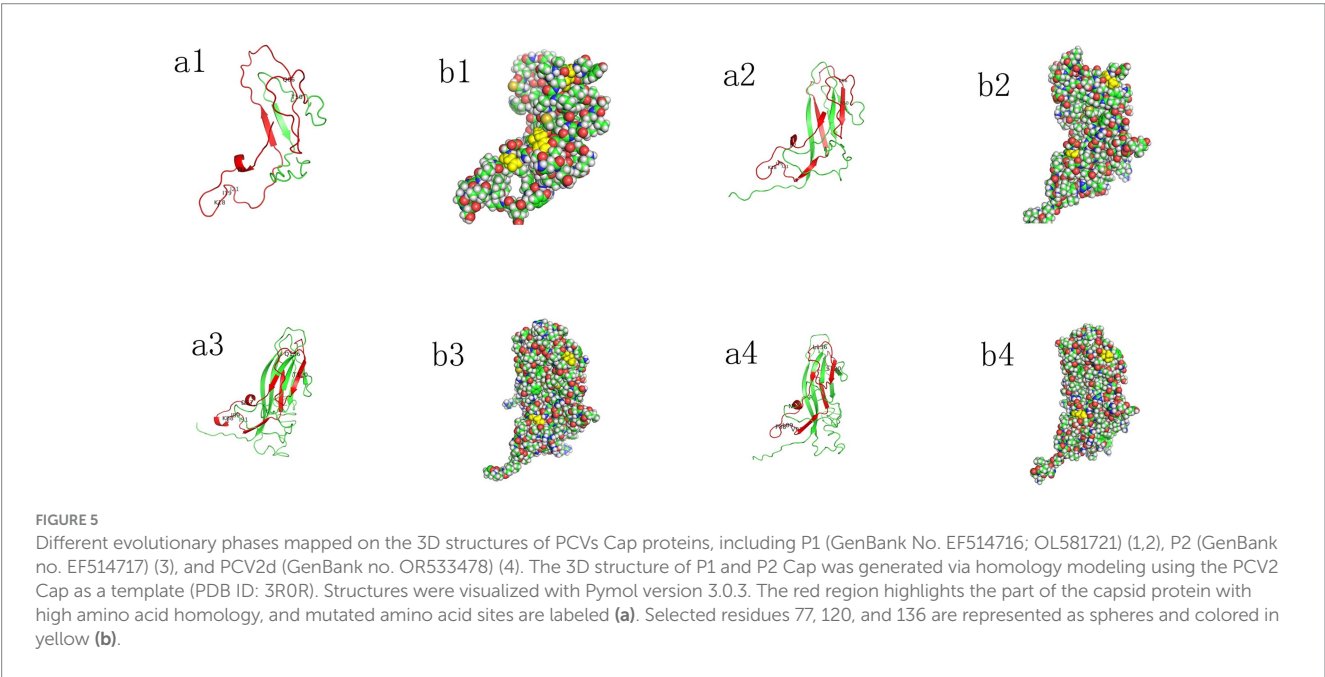 a1
b1
a2
b2
a3
b3
a4
b4
FIGURE 5
Different evolutionary phases mapped on the 3D structures of PCVs Cap proteins, including P1 (GenBank No. EF514716; OL581721) (1,2), P2 (GenBank
no. EF514717) (3), and PCV2d (GenBank no. OR533478) (4). The 3D structure of P1 and P2 Cap was generated via homology modeling using the PCV2
Cap as a template (PDB ID: 3R0R). Structures were visualized with Pymol version 3.0.3. The red region highlights the part of the capsid protein with
high amino acid homology, and mutated amino acid sites are labeled (a). Selected residues 77, 120, and 136 are represented as spheres and colored in
yellow (b).